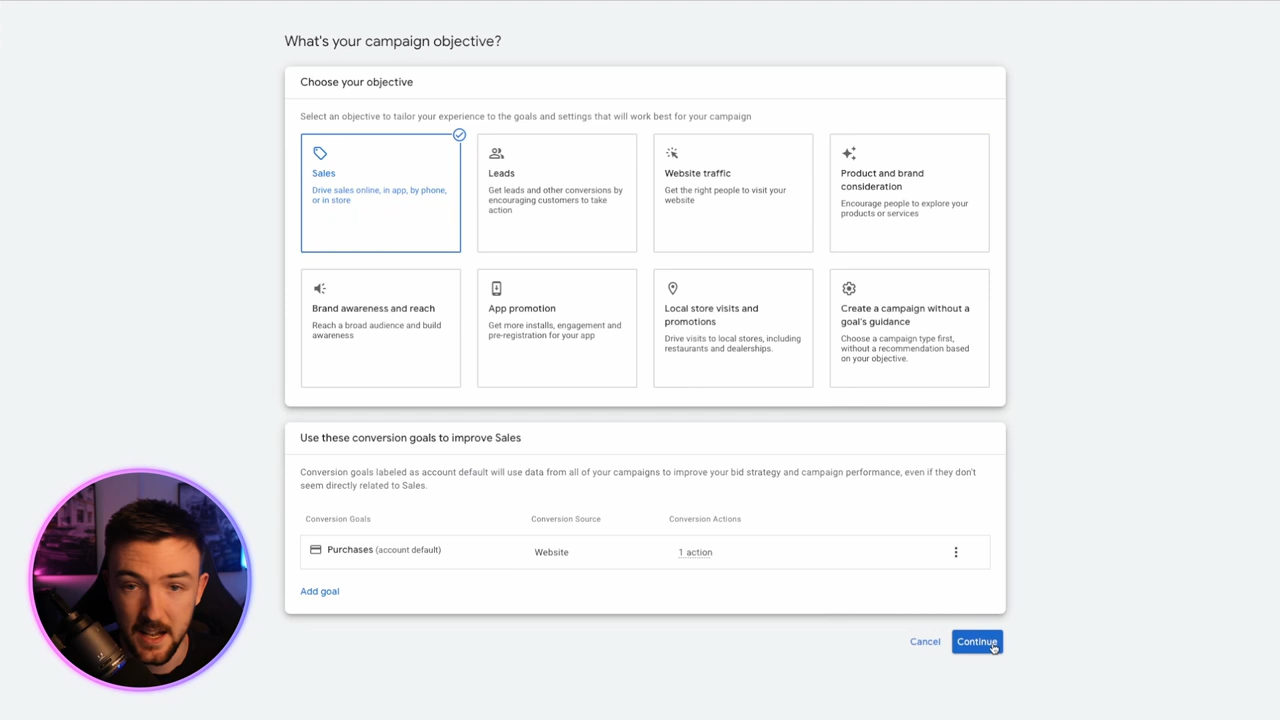 What's your campaign objective?
Choose your objective
Select an objective to tailor your experience to the goals and settings that will work best for your campaign
Sales
Drive sales online, in app, by phone,
or in store
Leads
Get leads and other conversions by
encouraging customers to take
action
Website traffic
Get the right people to visit your
website
Product and brand
consideration
Encourage people to explore your
products or services
Brand awareness and reach
Reach a broad audience and build
awareness
App promotion
Get more installs, engagement and
pre-registration for your app
Local store visits and
promotions
Drive visits to local stores, including
restaurants and dealerships.
Create a campaign without a
goal's guidance
Choose a campaign type first,
without a recommendation based
on your objective.
Use these conversion goals to improve Sales
Conversion goals labeled as account default will use data from all of your campaigns to improve your bid strategy and campaign performance, even if they don't
seem directly related to Sales.
Conversion Goals Conversion Source Conversion Actions
Purchases (account default) Website 1 action
Add goal
Cancel Continue